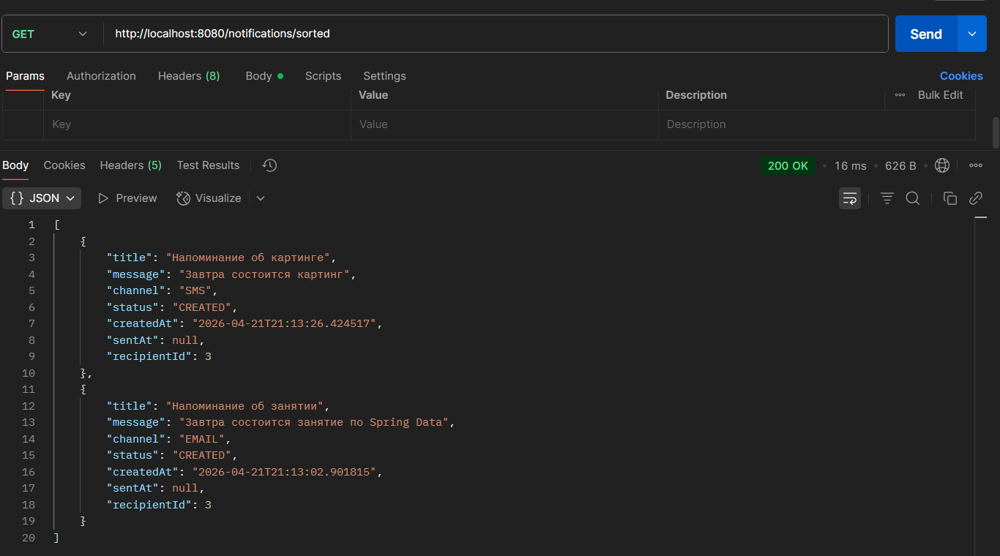 GET http://localhost:8080/notifications/sorted Send
Params Authorization Headers (8) Body Scripts Settings Cookies
Key Value Description Bulk Edit
Key Value Description
Body Cookies Headers (5) Test Results 200 OK 16 ms 626 B
{} JSON Preview Visualize
1 [
2 {
3 "title": "Напоминание об картинге",
4 "message": "Завтра состоится картинг",
5 "channel": "SMS",
6 "status": "CREATED",
7 "createdAt": "2026-04-21T21:13:26.424517",
8 "sentAt": null,
9 "recipientId": 3
10 },
11 {
12 "title": "Напоминание об занятии",
13 "message": "Завтра состоится занятие по Spring Data",
14 "channel": "EMAIL",
15 "status": "CREATED",
16 "createdAt": "2026-04-21T21:13:02.901815",
17 "sentAt": null,
18 "recipientId": 3
19 }
20 ]